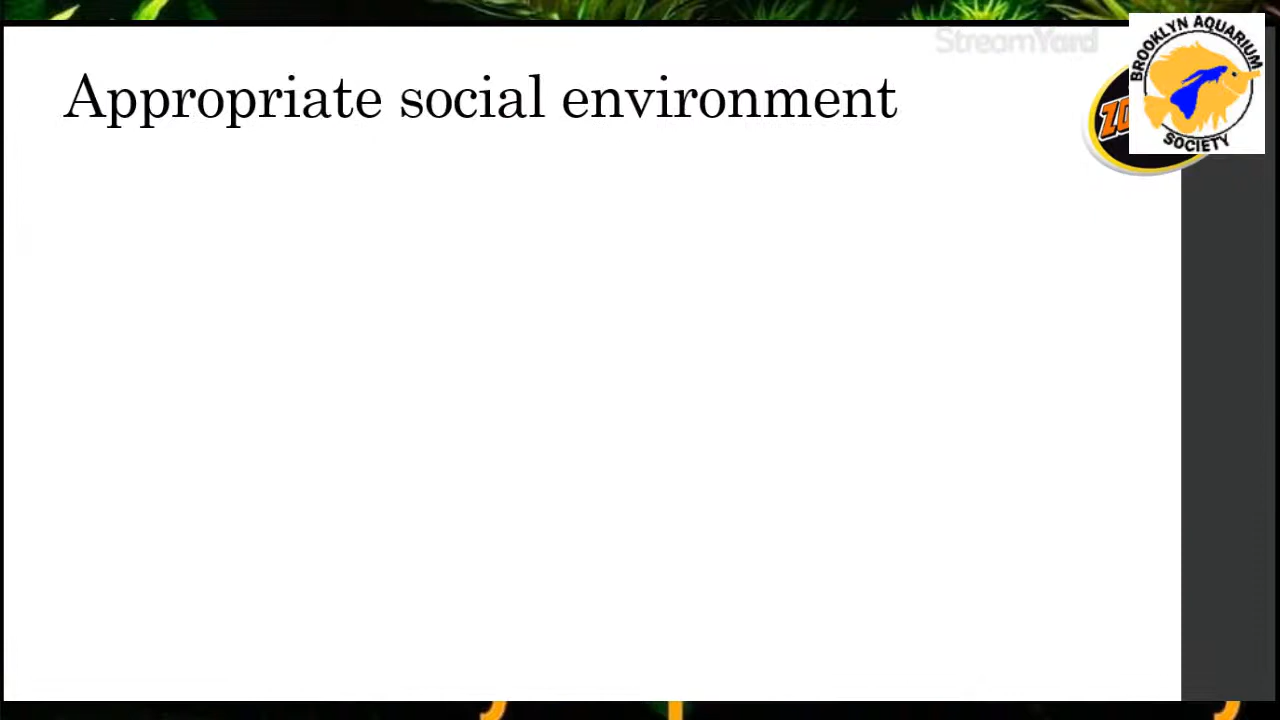 StreamYard
BROOKLYN AQUARIUM
SOCIETY
Appropriate social environment